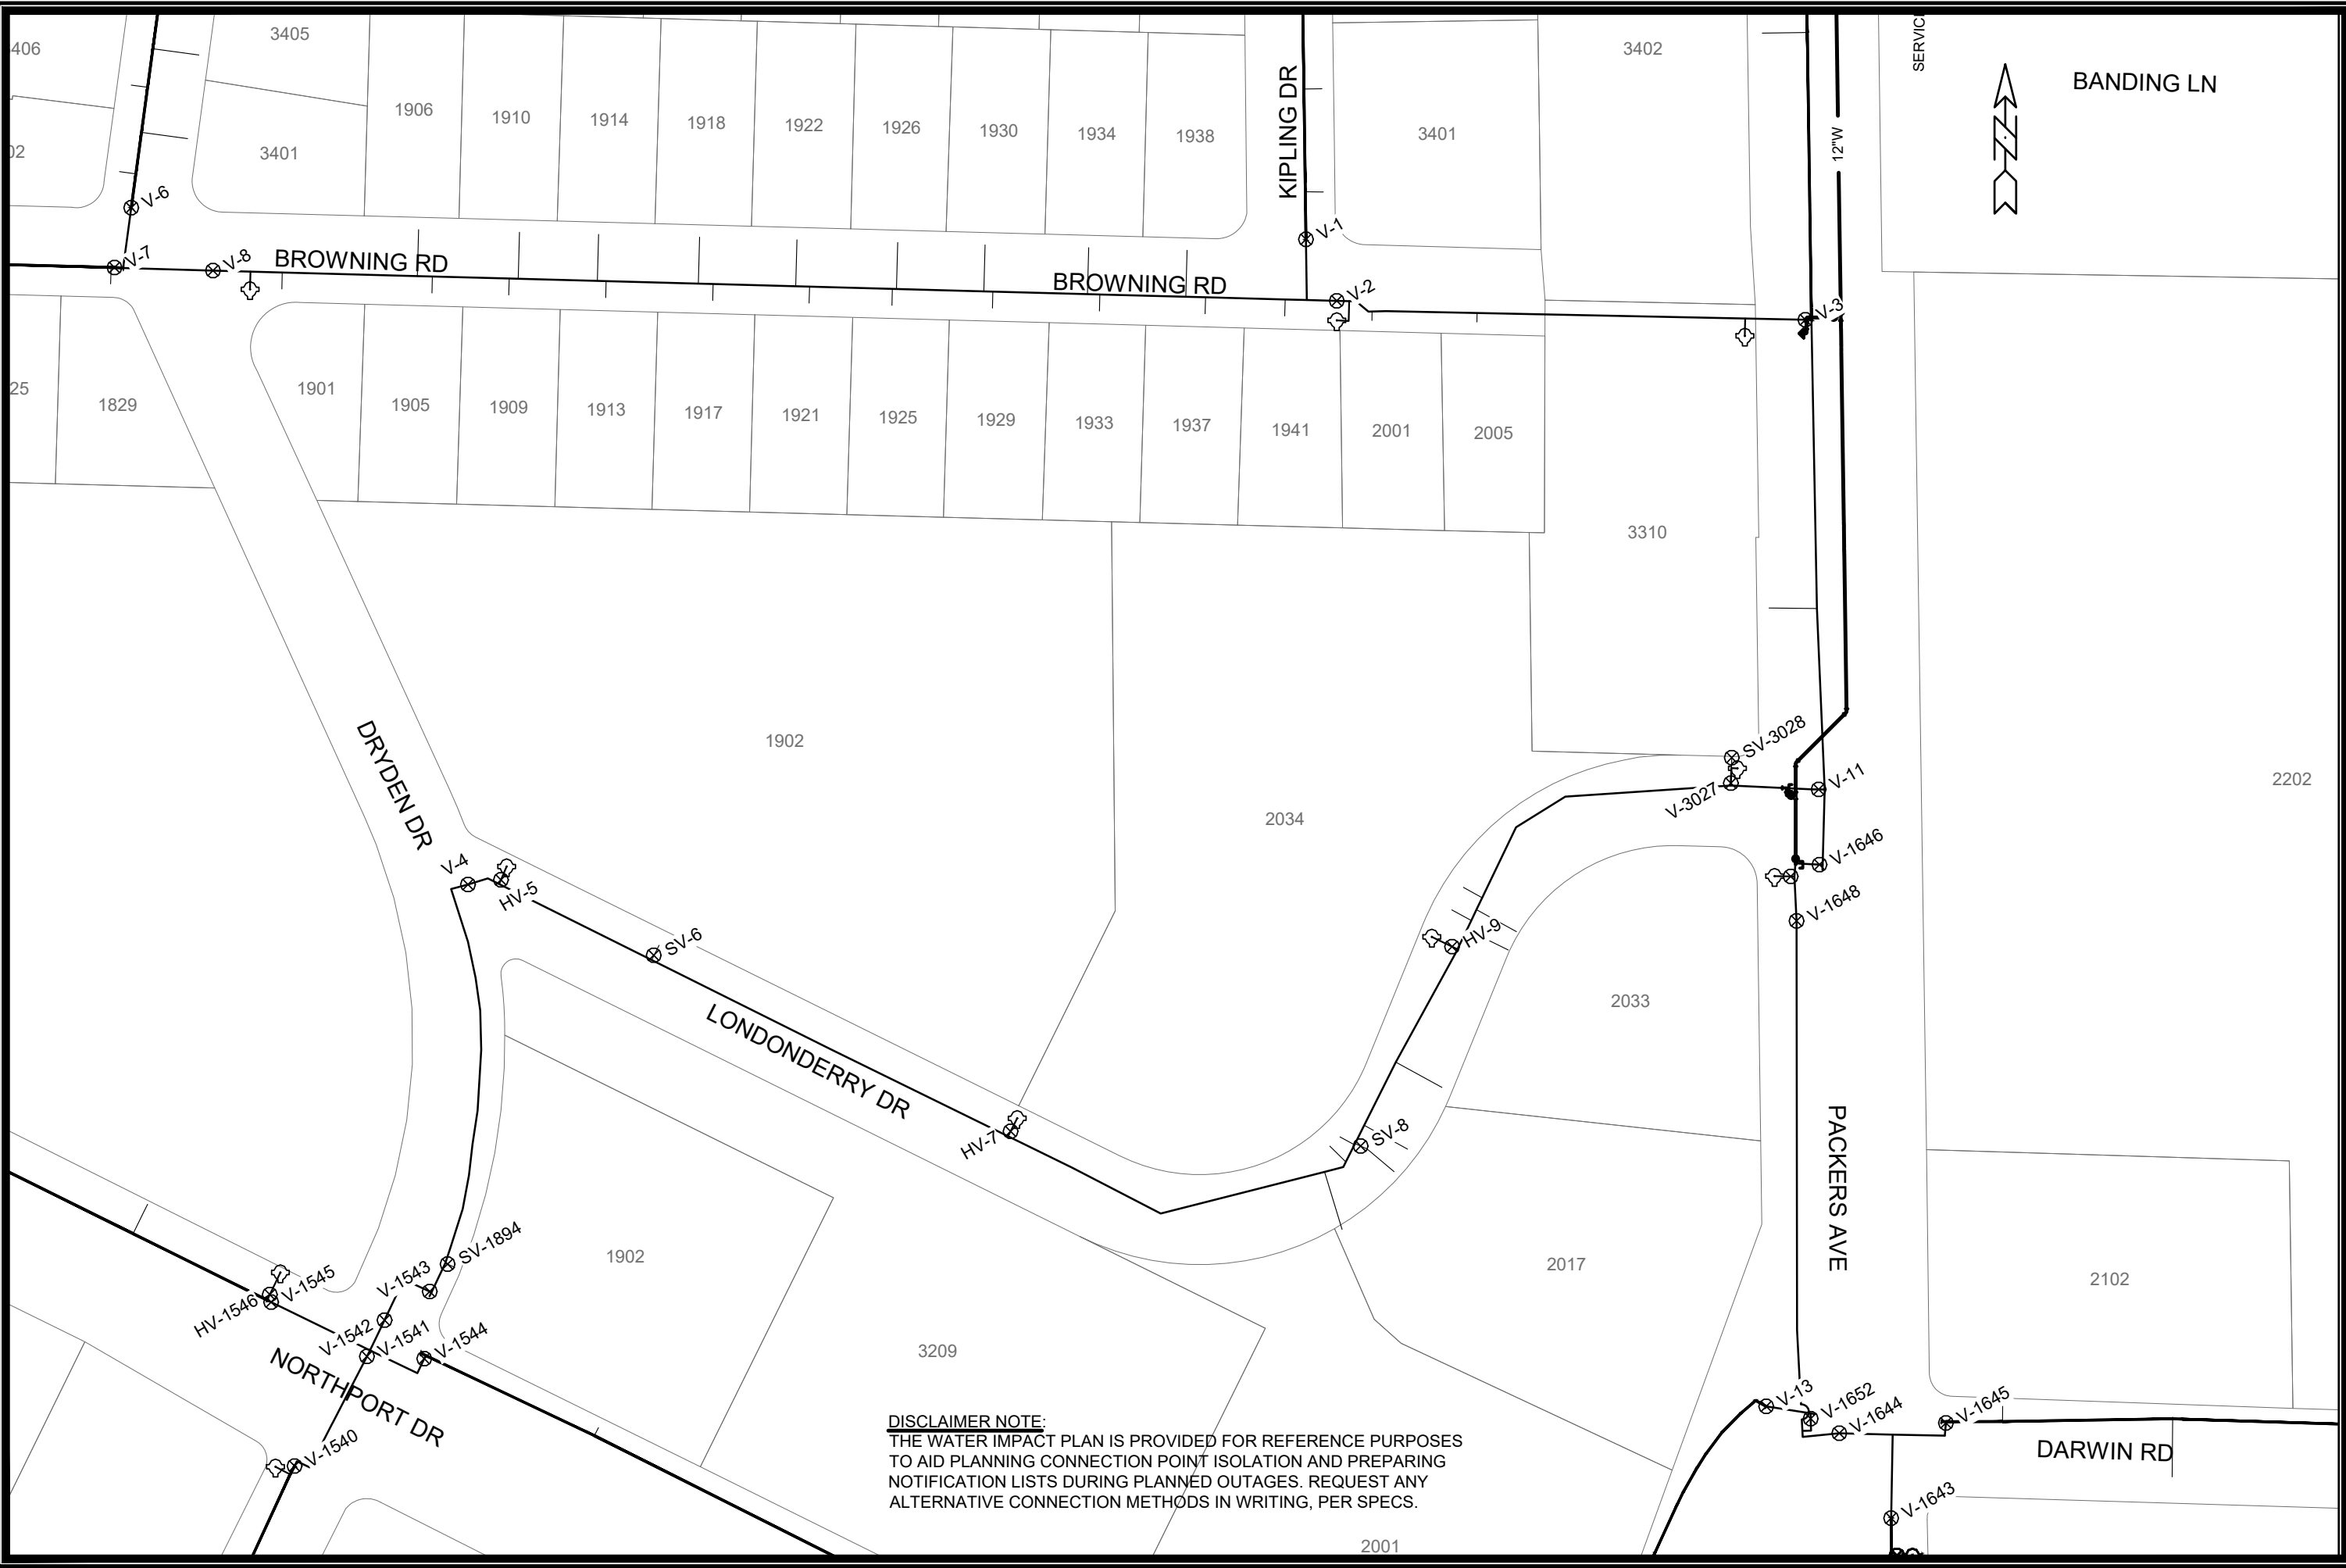 406
3405
3402
SERVIC
BANDING LN
KIPLING DR
12"W
1906
1910
1914
1918
1922
1926
1930
1934
1938
3401
3401
02
V-6
V-1
V-7
V-8
BROWNING RD
BROWNING RD
V-2
V-3
25
1829
1901
1905
1909
1913
1917
1921
1925
1929
1933
1937
1941
2001
2005
3310
DRYDEN DR
1902
2034
SV-3028
V-3027
V-11
2202
V-4
HV-5
V-1646
V-1648
SV-6
HV-9
2033
LONDONDERRY DR
HV-7
SV-8
PACKERS AVE
SV-1894
1902
V-1543
V-1545
HV-1546
2017
2102
V-1542
V-1541
V-1544
3209
NORTHPORT DR
V-13
V-1652
V-1644
V-1645
DARWIN RD
V-1540
DISCLAIMER NOTE:
THE WATER IMPACT PLAN IS PROVIDED FOR REFERENCE PURPOSES
TO AID PLANNING CONNECTION POINT ISOLATION AND PREPARING
NOTIFICATION LISTS DURING PLANNED OUTAGES. REQUEST ANY
ALTERNATIVE CONNECTION METHODS IN WRITING, PER SPECS.
V-1643
2001